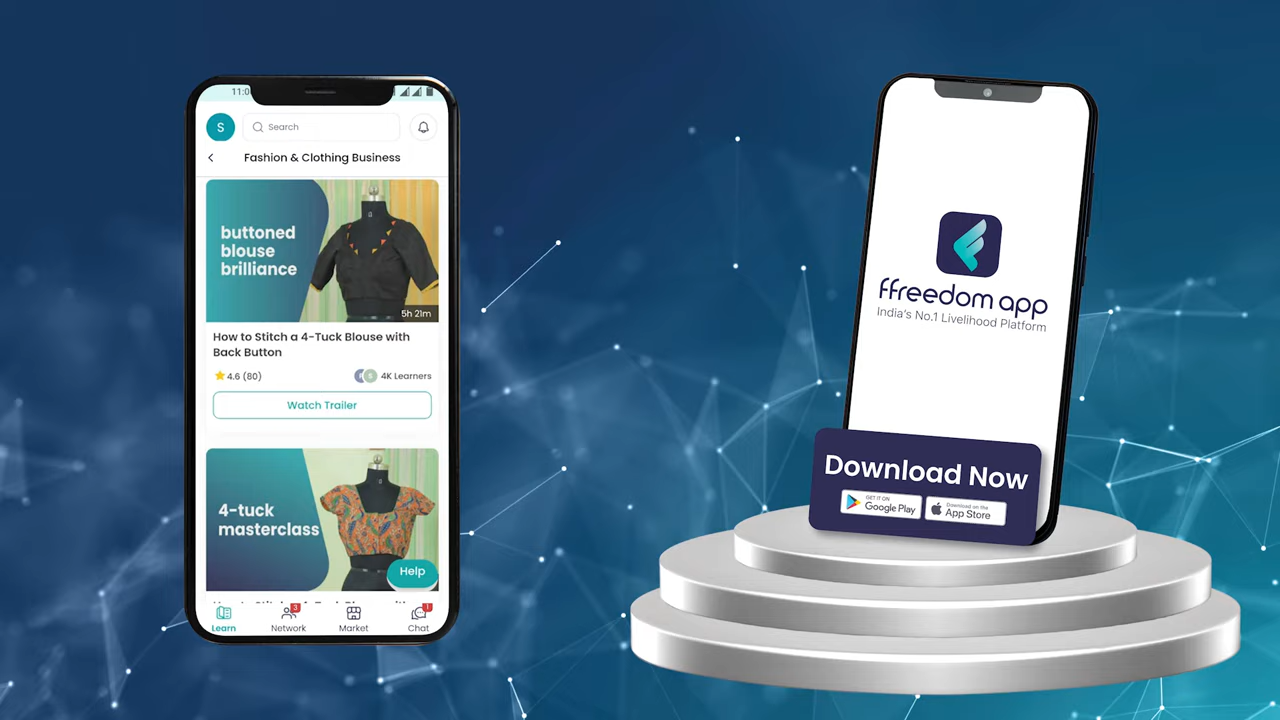 11:0
S
Search
Fashion & Clothing Business
buttoned
blouse
brilliance
5h 21m
How to Stitch a 4-Tuck Blouse with
Back Button
4.6 (80)
4K Learners
Watch Trailer
4-tuck
masterclass
Help
3
1
Learn
Network
Market
Chat
ffreedom app
India's No.1 Livelihood Platform
Download Now
GET IT ON
Google Play
Download on the
App Store